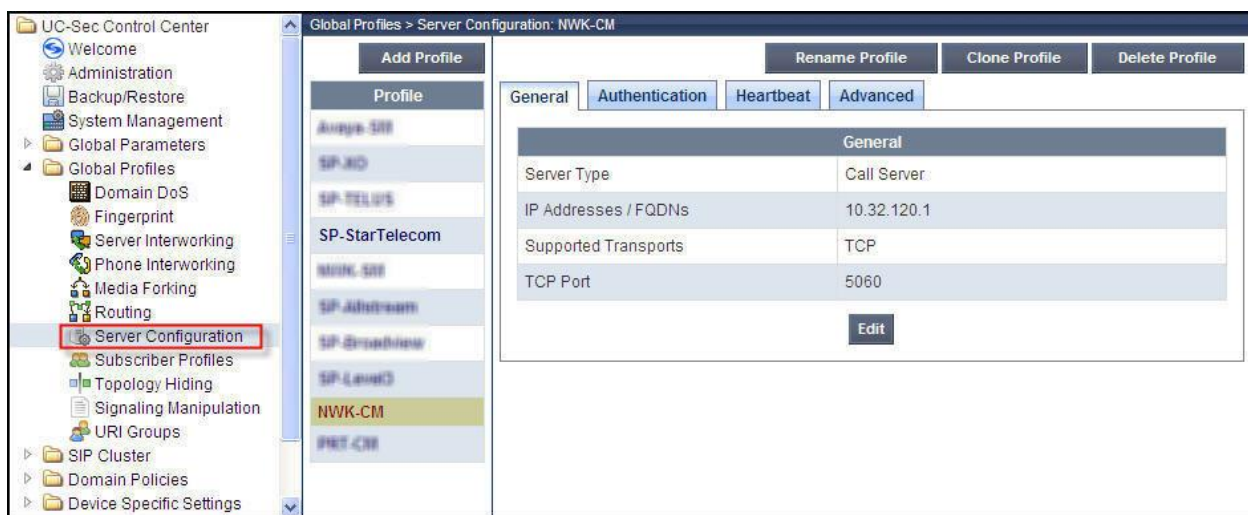 UC-Sec Control Center
Welcome
Administration
Backup/Restore
System Management
Global Parameters
Global Profiles
Domain DoS
Fingerprint
Server Interworking
Phone Interworking
Media Forking
Routing
Server Configuration
Subscriber Profiles
Topology Hiding
Signaling Manipulation
URI Groups
SIP Cluster
Domain Policies
Device Specific Settings
Global Profiles > Server Configuration: NWK-CM
Add Profile
Rename Profile Clone Profile Delete Profile
Profile
SP-StarTelecom
NWK-CM
General Authentication Heartbeat Advanced
General
Server Type Call Server
IP Addresses / FQDNs 10.32.120.1
Supported Transports TCP
TCP Port 5060
Edit